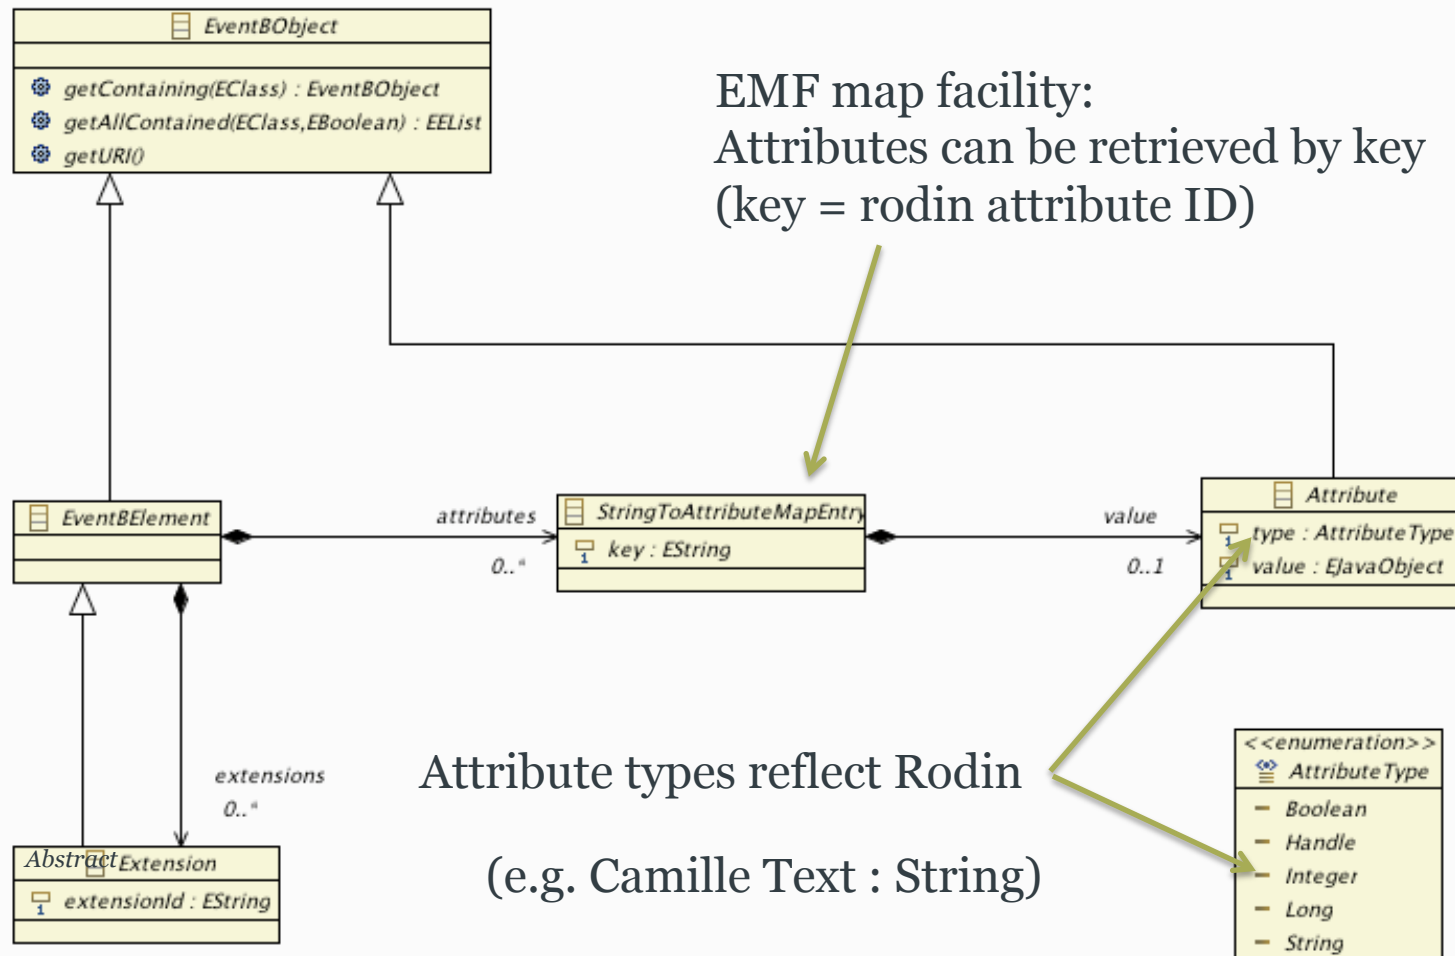 EventBObject
getContaining(EClass) : EventBObject
getAllContained(EClass,EBoolean) : EEList
getURI()
EMF map facility:
Attributes can be retrieved by key
(key = rodin attribute ID)
EventBElement
attributes
0..*
StringToAttributeMapEntry
key : EString
value
0..1
Attribute
type : AttributeType
value : EJavaObject
extensions
0..*
Abstract Extension
extensionId : EString
Attribute types reflect Rodin
(e.g. Camille Text : String)
<<enumeration>>
AttributeType
Boolean
Handle
Integer
Long
String